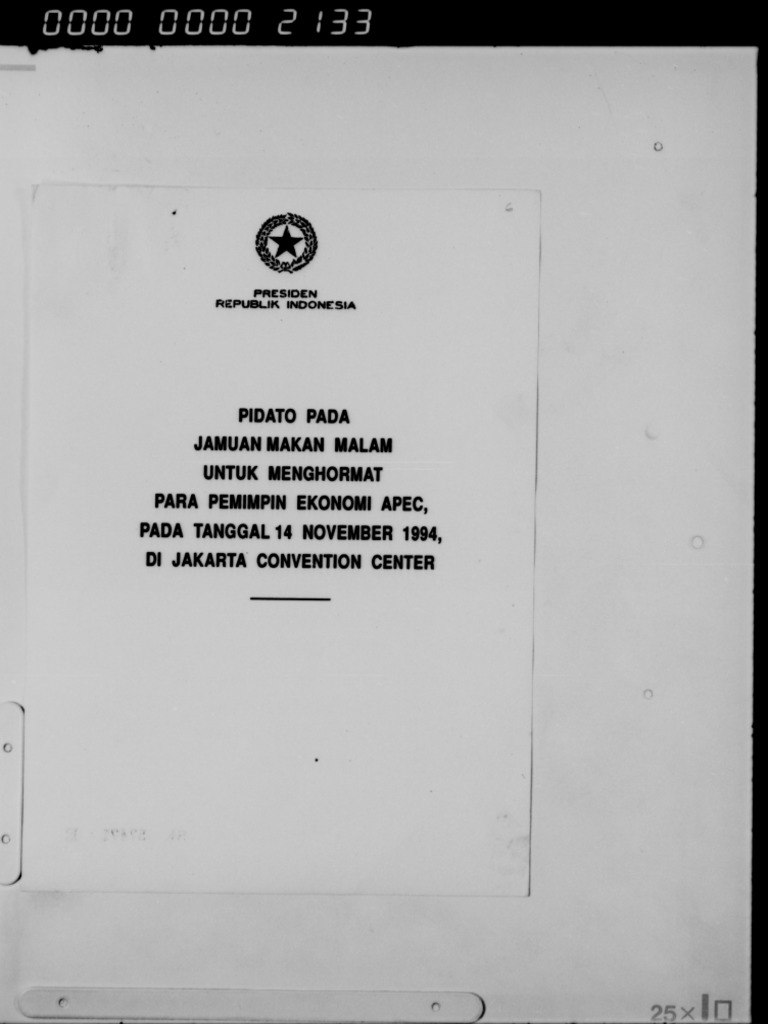 0000 0000 2133
PRESIDEN
REPUBLIK INDONESIA
PIDATO PADA
JAMUAN MAKAN MALAM
UNTUK MENGHORMAT
PARA PEMIMPIN EKONOMI APEC,
PADA TANGGAL 14 NOVEMBER 1994,
DI JAKARTA CONVENTION CENTER
25×